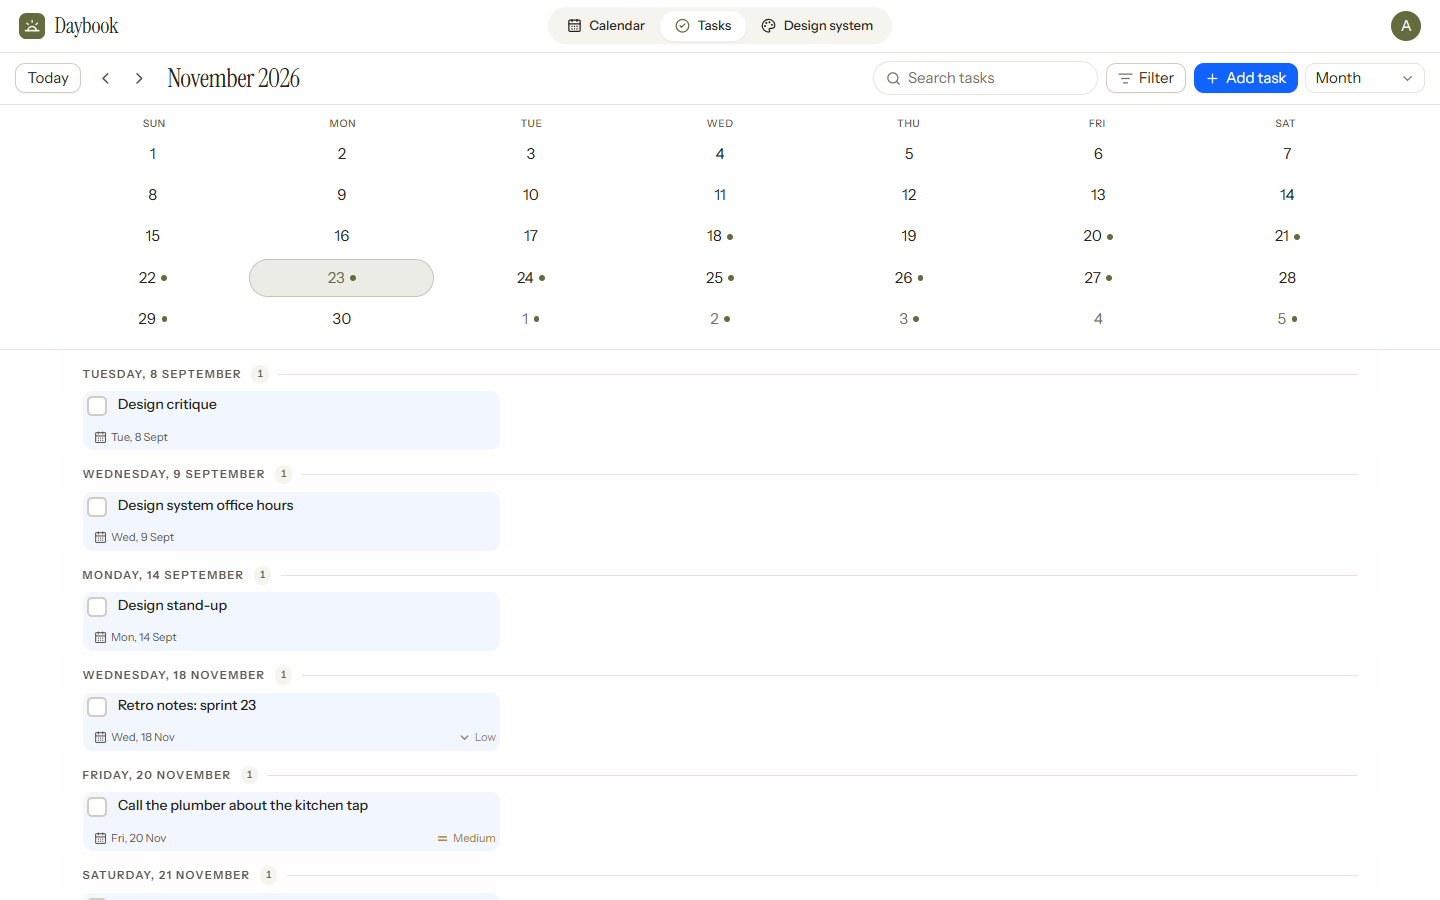 Daybook
Calendar
Tasks
Design system
A
Today
November 2026
Search tasks
Filter
Add task
Month
SUN MON TUE WED THU FRI SAT
1 2 3 4 5 6 7
8 9 10 11 12 13 14
15 16 17 18 19 20 21
22 23 24 25 26 27 28
29 30 1 2 3 4 5
TUESDAY, 8 SEPTEMBER 1
Design critique
Tue, 8 Sept
WEDNESDAY, 9 SEPTEMBER 1
Design system office hours
Wed, 9 Sept
MONDAY, 14 SEPTEMBER 1
Design stand-up
Mon, 14 Sept
WEDNESDAY, 18 NOVEMBER 1
Retro notes: sprint 23
Wed, 18 Nov Low
FRIDAY, 20 NOVEMBER 1
Call the plumber about the kitchen tap
Fri, 20 Nov Medium
SATURDAY, 21 NOVEMBER 1